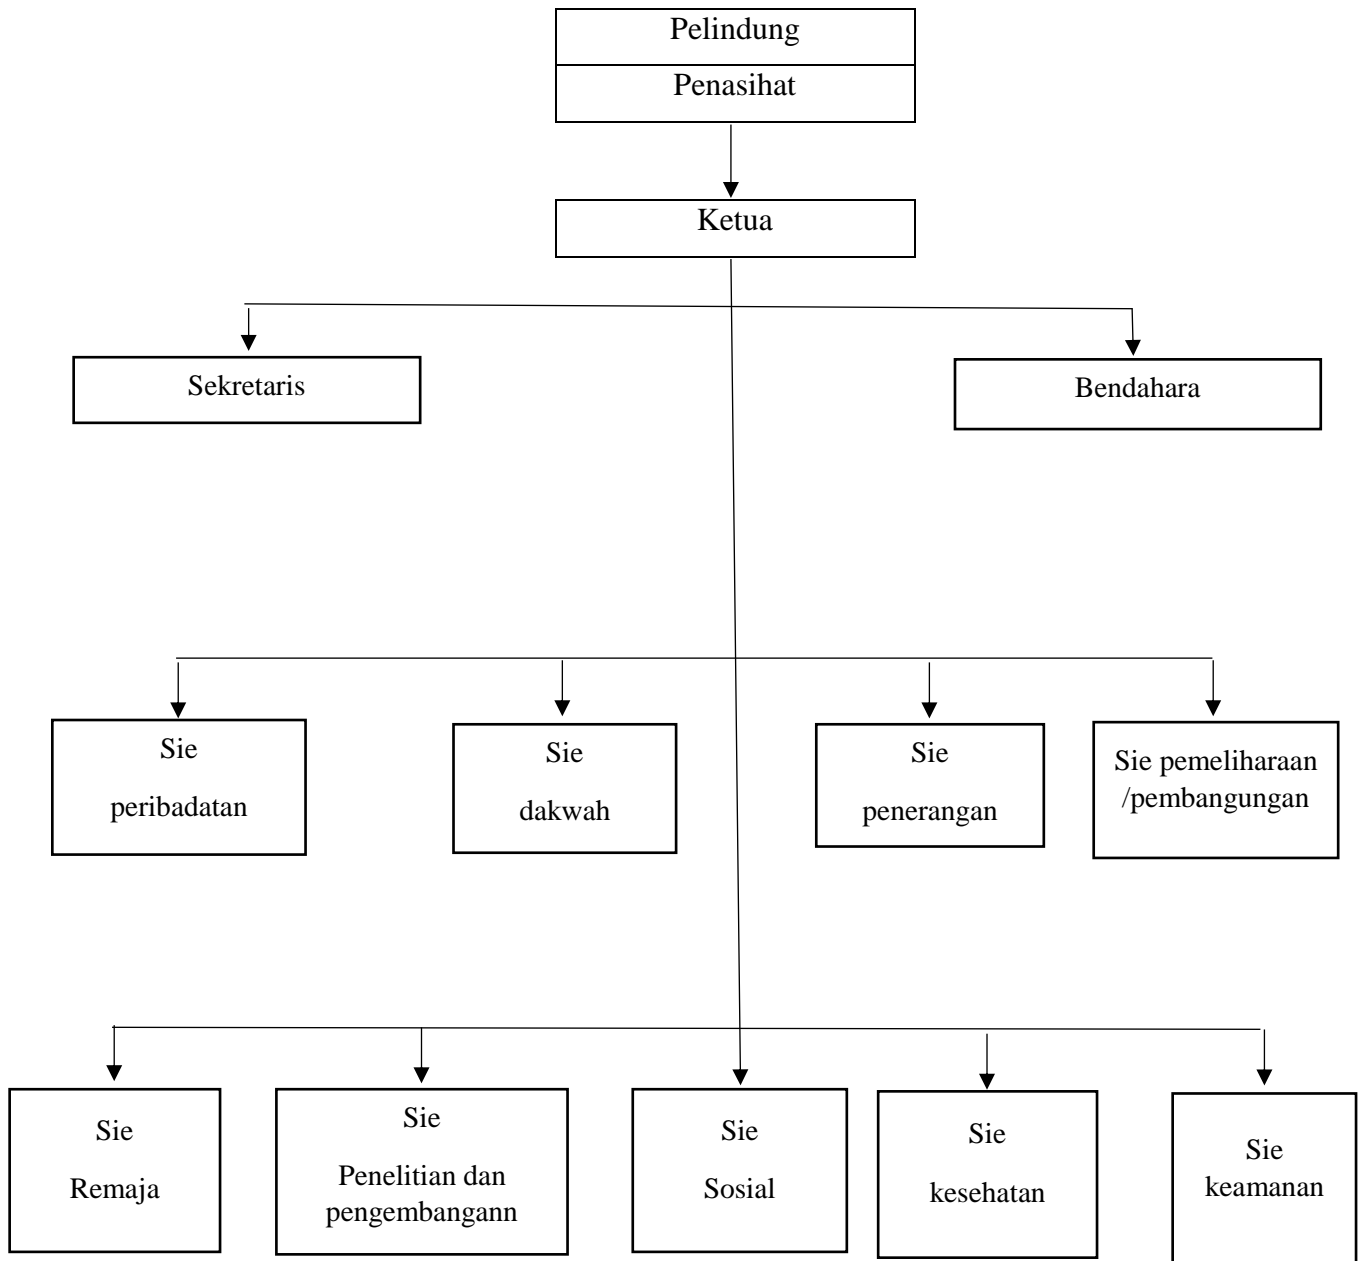 Pelindung
Penasihat
Ketua
Sekretaris
Bendahara
Sie
peribadatan
Sie
dakwah
Sie
penerangan
Sie pemeliharaan
/pembangungan
Sie
Remaja
Sie
Penelitian dan
pengembangann
Sie
Sosial
Sie
kesehatan
Sie
keamanan